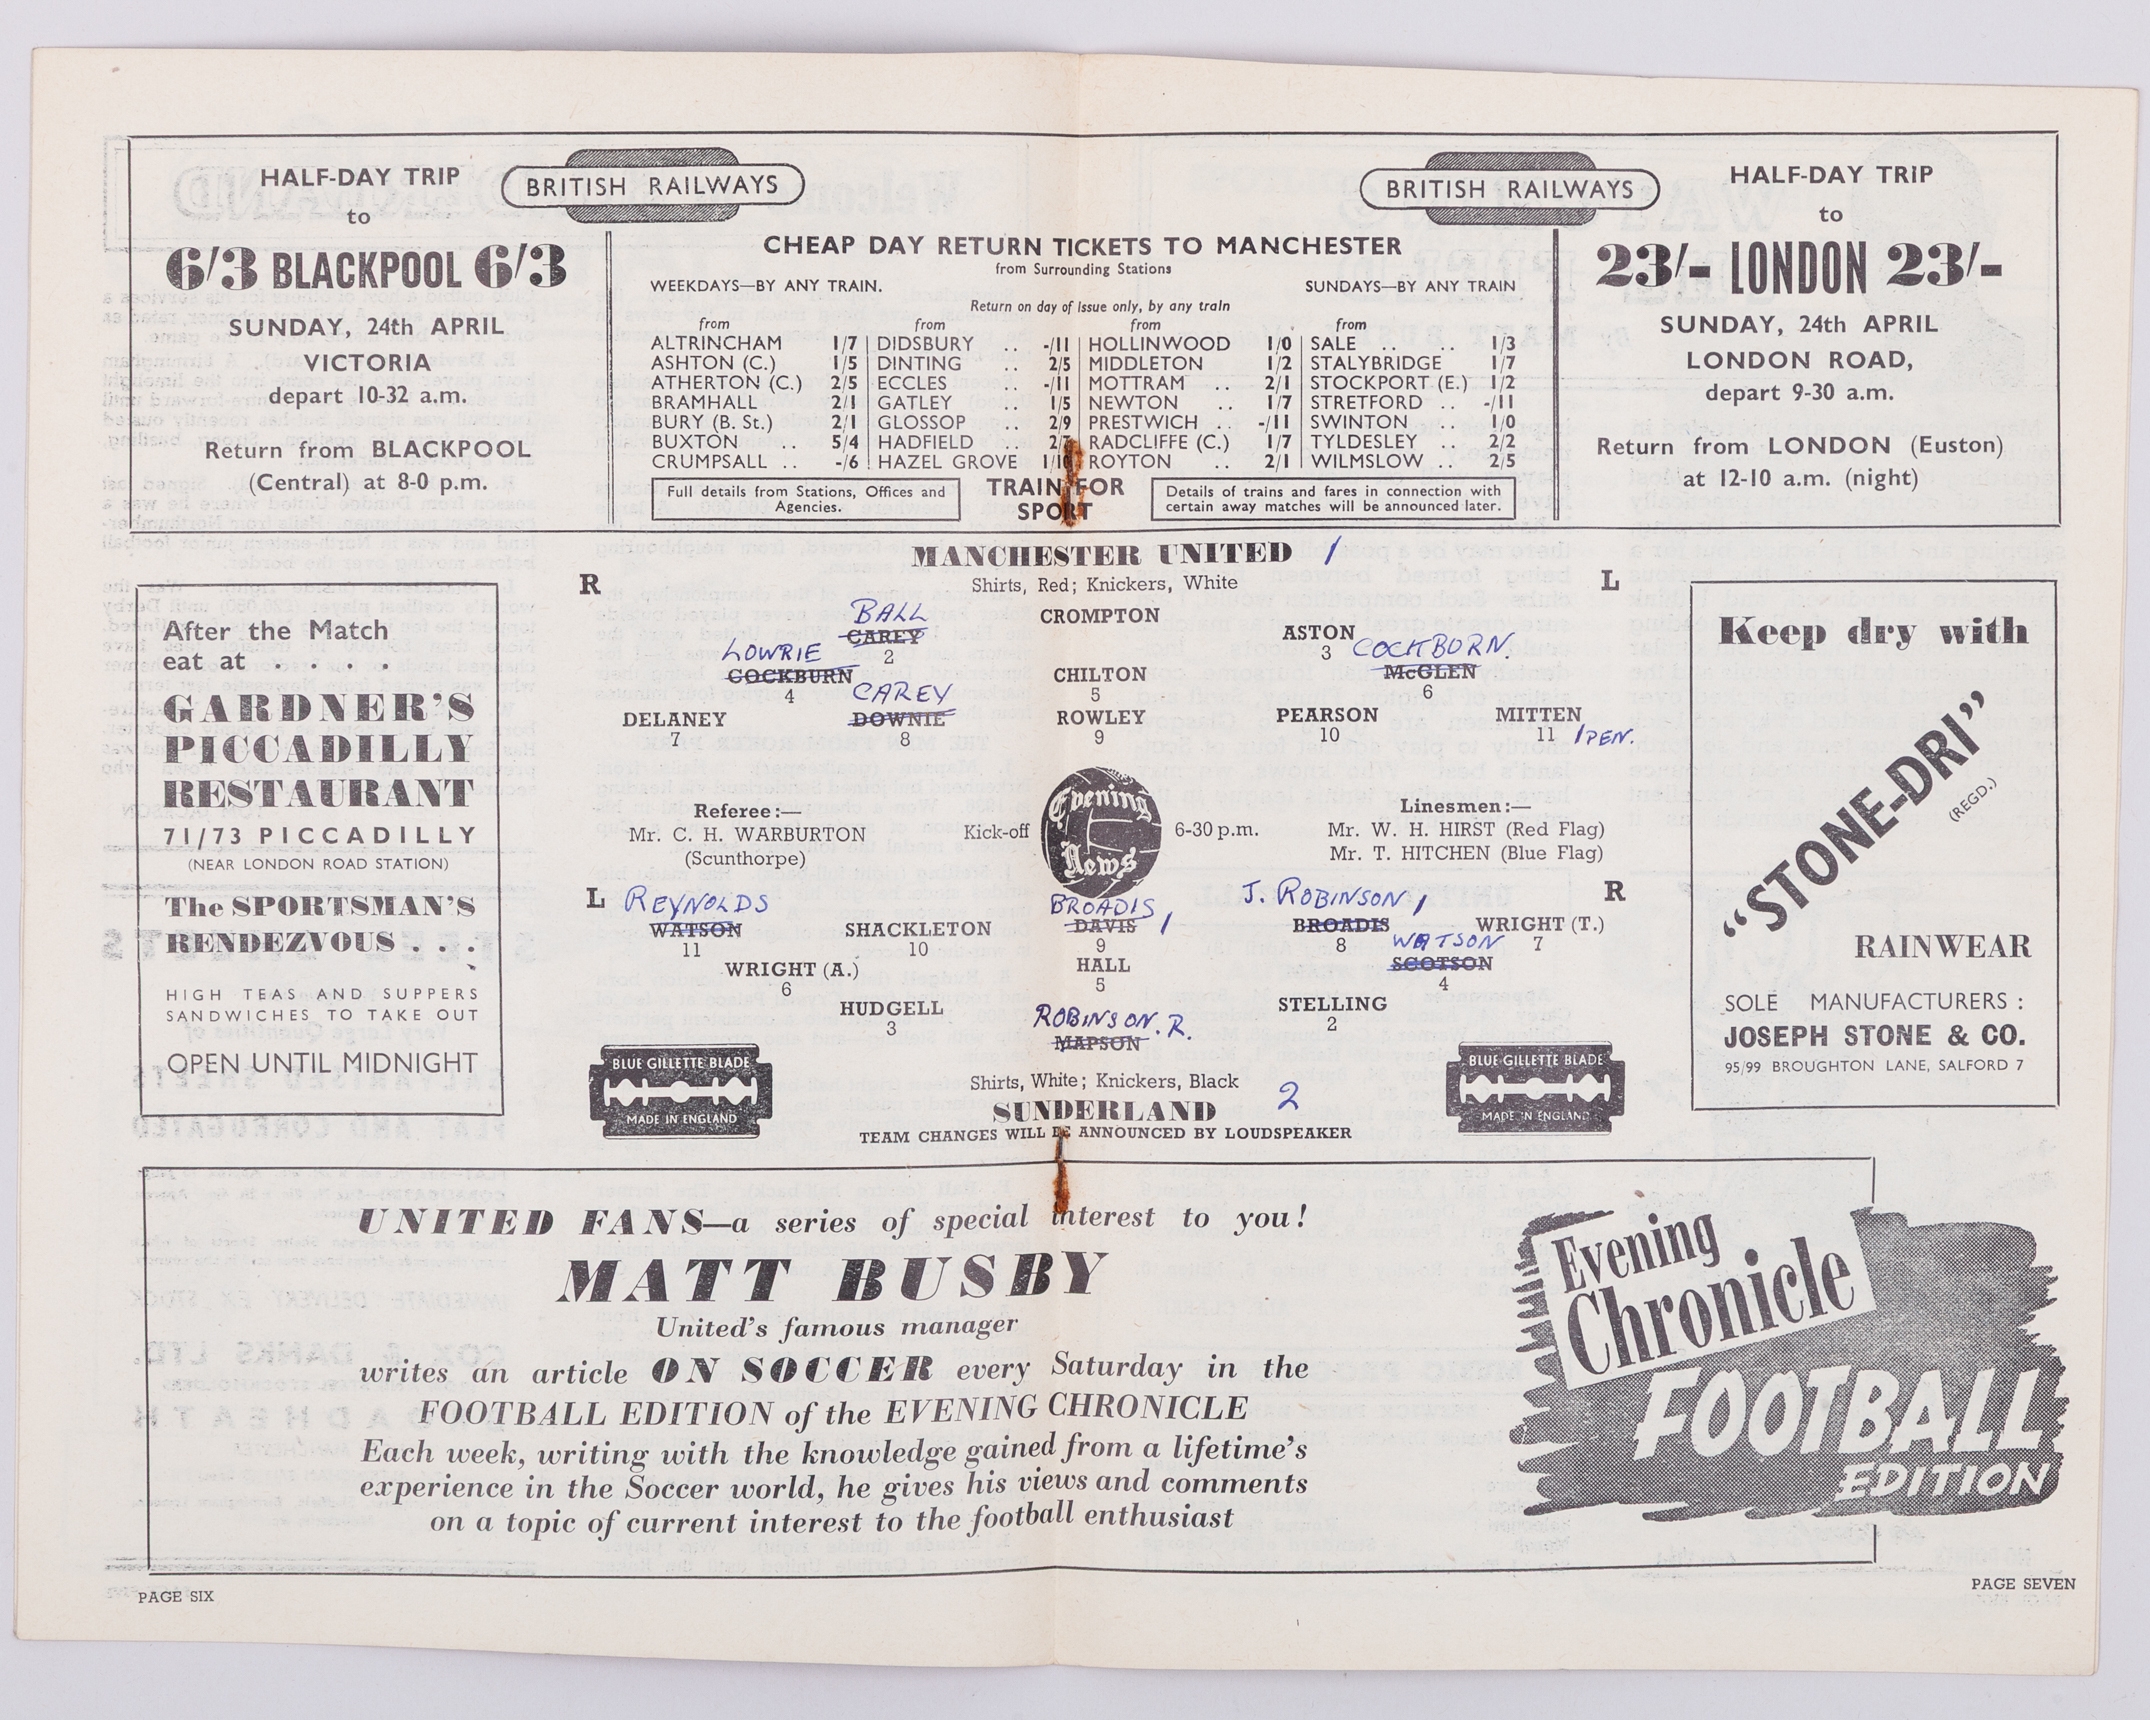 HALF-DAY TRIP
to
6/3 BLACKPOOL 6/3
SUNDAY, 24th APRIL
VICTORIA
depart 10-32 a.m.
Return from BLACKPOOL
(Central) at 8-0 p.m.
BRITISH RAILWAYS
BRITISH RAILWAYS
CHEAP DAY RETURN TICKETS TO MANCHESTER
from Surrounding Stations
WEEKDAYS—BY ANY TRAIN. SUNDAYS—BY ANY TRAIN
Return on day of issue only, by any train
from from from from
ALTRINCHAM 1/7 DIDSBURY .. -/11 HOLLINWOOD 1/0 SALE .. .. 1/3
ASHTON (C.) 1/5 DINTING .. 2/5 MIDDLETON 1/2 STALYBRIDGE 1/7
ATHERTON (C.) 2/5 ECCLES .. -/11 MOTTRAM .. 2/1 STOCKPORT (E.) 1/2
BRAMHALL 2/1 GATLEY .. 1/5 NEWTON .. 1/7 STRETFORD .. -/11
BURY (B. St.) 2/1 GLOSSOP .. 2/9 PRESTWICH -/11 SWINTON .. 1/0
BUXTON .. 5/4 HADFIELD 2/7 RADCLIFFE (C.) 1/7 TYLDESLEY .. 2/2
CRUMPSALL .. -/6 HAZEL GROVE 1/10 ROYTON .. 2/1 WILMSLOW .. 2/5
Full details from Stations, Offices and
Agencies.
TRAIN FOR
SPORT
Details of trains and fares in connection with
certain away matches will be announced later.
HALF-DAY TRIP
to
23/- LONDON 23/-
SUNDAY, 24th APRIL
LONDON ROAD,
depart 9-30 a.m.
Return from LONDON (Euston)
at 12-10 a.m. (night)
After the Match
eat at . . . .
GARDNER'S
PICCADILLY
RESTAURANT
71/73 PICCADILLY
(NEAR LONDON ROAD STATION)
The SPORTSMAN'S
RENDEZVOUS . . .
HIGH TEAS AND SUPPERS
SANDWICHES TO TAKE OUT
OPEN UNTIL MIDNIGHT
MANCHESTER UNITED 1
R Shirts, Red; Knickers, White L
CROMPTON
BALL
CAREY ASTON
2 3
LOWRIE COCKBURN.
COCKBURN CHILTON McGLEN
4 5 6
CAREY
DELANEY DOWNIE ROWLEY PEARSON MITTEN
7 8 9 10 11 1 PEN.
Referee:—
Mr. C. H. WARBURTON
(Scunthorpe)
Kick-off Evening News 6-30 p.m.
Linesmen:—
Mr. W. H. HIRST (Red Flag)
Mr. T. HITCHEN (Blue Flag)
L REYNOLDS BROADIS 1 J. ROBINSON 1 R
WATSON SHACKLETON DAVIS BROADIS WRIGHT (T.)
11 10 9 8 7
WATSON
WRIGHT (A.) HALL SCOTSON
6 5 4
HUDGELL STELLING
3 2
ROBINSON. R.
MAPSON
Shirts, White; Knickers, Black
SUNDERLAND 2
TEAM CHANGES WILL BE ANNOUNCED BY LOUDSPEAKER
BLUE GILLETTE BLADE
MADE IN ENGLAND
BLUE GILLETTE BLADE
MADE IN ENGLAND
Keep dry with
"STONE-DRI"
(REGD.)
RAINWEAR
SOLE MANUFACTURERS :
JOSEPH STONE & CO.
95/99 BROUGHTON LANE, SALFORD 7
UNITED FANS—a series of special interest to you!
MATT BUSBY
United's famous manager
writes an article ON SOCCER every Saturday in the
FOOTBALL EDITION of the EVENING CHRONICLE
Each week, writing with the knowledge gained from a lifetime's
experience in the Soccer world, he gives his views and comments
on a topic of current interest to the football enthusiast
Evening
Chronicle
FOOTBALL
EDITION
PAGE SIX
PAGE SEVEN